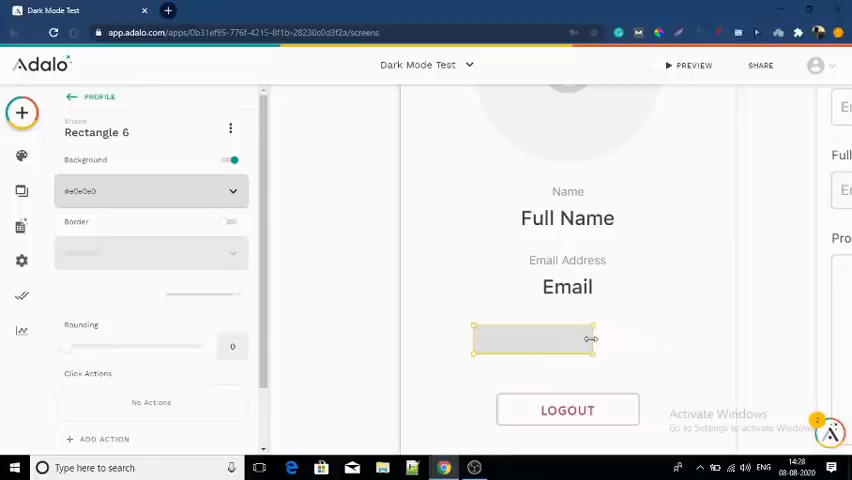 Dark Mode Test
app.adalo.com/apps/0b31ef95-776f-4215-8f1b-28230c0d3f2a/screens
Adalo
Dark Mode Test
PREVIEW
SHARE
PROFILE
Shape
Rectangle 6
Background
#e0e0e0
Border
Rounding
0
Click Actions
No Actions
ADD ACTION
Name
Full Name
Email Address
Email
LOGOUT
Ful
Pro
Activate Windows
Go to Settings to activate Windows.
2
Type here to search
ENG
14:28
08-08-2020